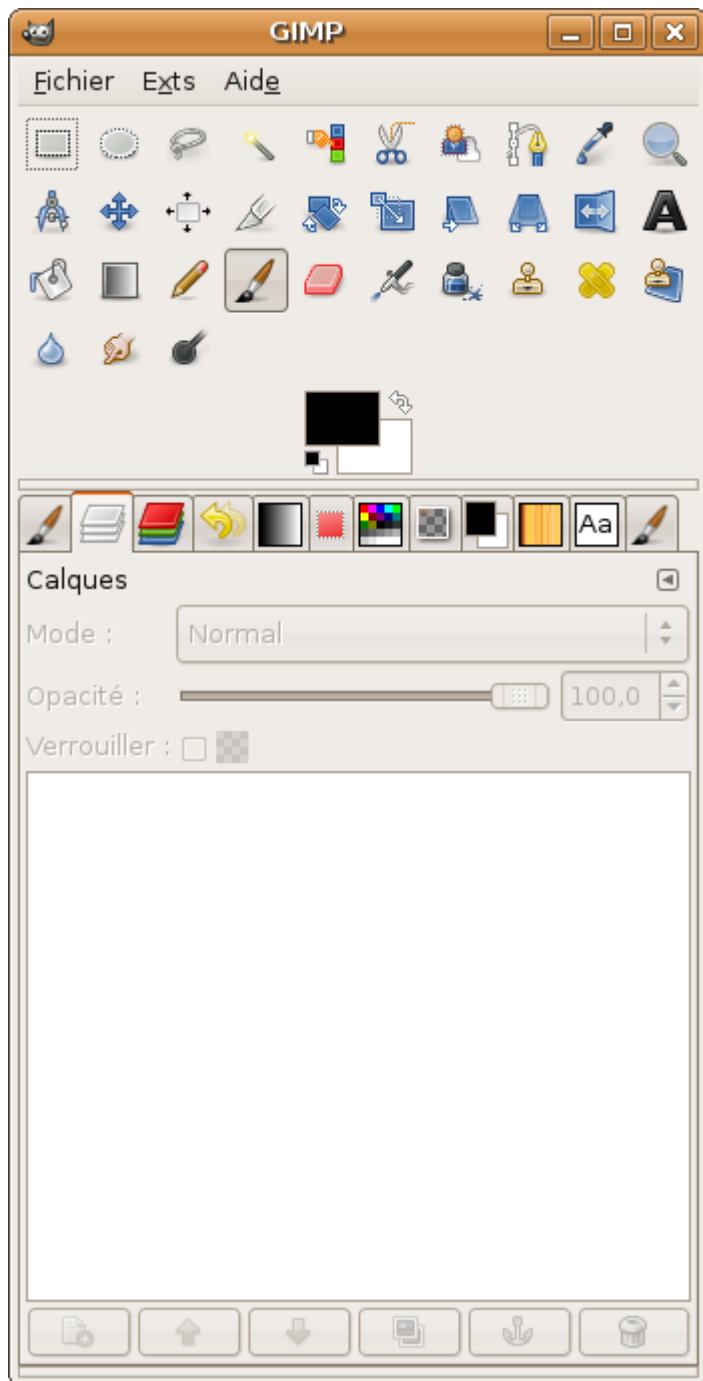 GIMP
Fichier Exts Aide
A
Aa
Calques
Mode : Normal
Opacité : 100,0
Verrouiller :